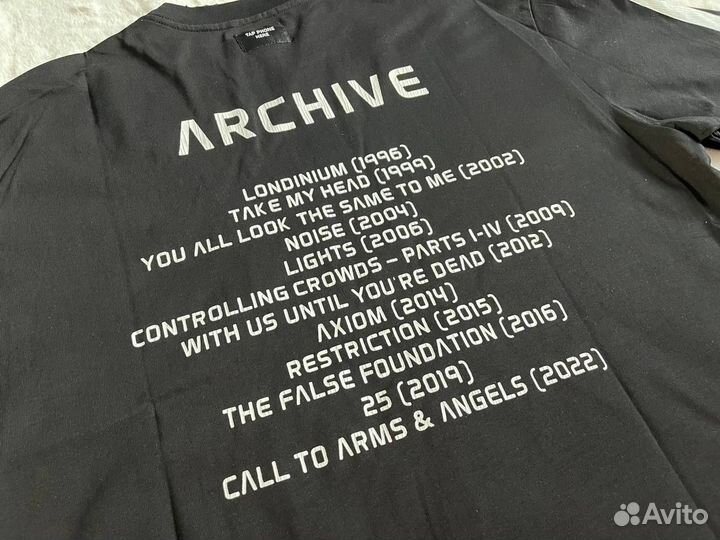 TAP PHONE
HERE
ARCHIVE
LONDINIUM (1996)
TAKE MY HEAD (1999)
YOU ALL LOOK THE SAME TO ME (2002)
NOISE (2004)
LIGHTS (2006)
CONTROLLING CROWDS – PARTS I-IV (2009)
WITH US UNTIL YOU'RE DEAD (2012)
AXIOM (2014)
RESTRICTION (2015)
THE FALSE FOUNDATION (2016)
25 (2019)
CALL TO ARMS & ANGELS (2022)
Avito